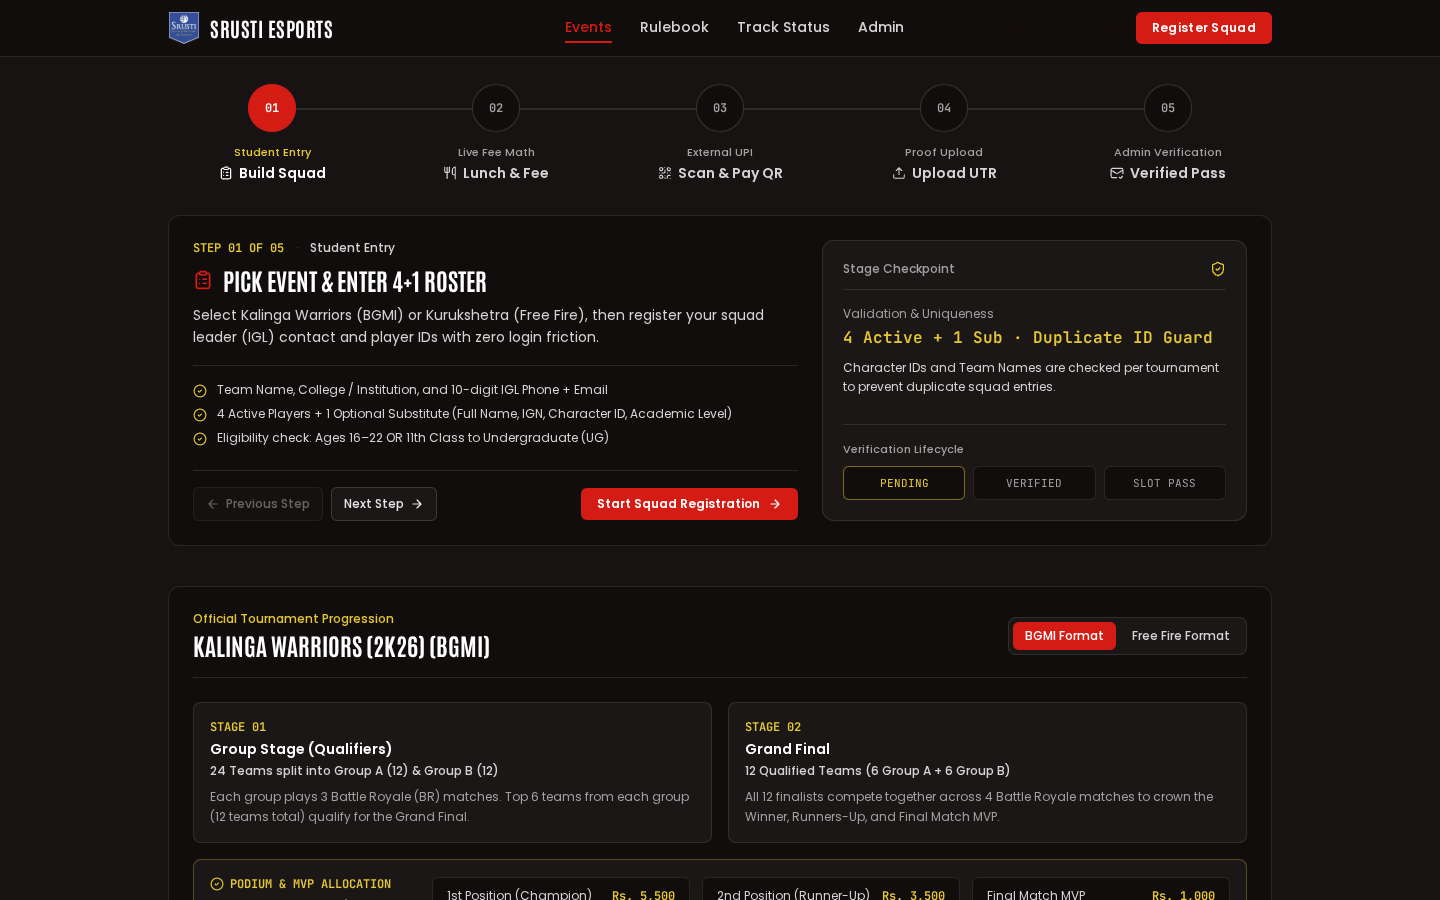 SRUSTI
SRUSTI ESPORTS
Events
Rulebook
Track Status
Admin
Register Squad
01
02
03
04
05
Student Entry
Build Squad
Live Fee Math
Lunch & Fee
External UPI
Scan & Pay QR
Proof Upload
Upload UTR
Admin Verification
Verified Pass
STEP 01 OF 05 · Student Entry
PICK EVENT & ENTER 4+1 ROSTER
Select Kalinga Warriors (BGMI) or Kurukshetra (Free Fire), then register your squad
leader (IGL) contact and player IDs with zero login friction.
Team Name, College / Institution, and 10-digit IGL Phone + Email
4 Active Players + 1 Optional Substitute (Full Name, IGN, Character ID, Academic Level)
Eligibility check: Ages 16–22 OR 11th Class to Undergraduate (UG)
Previous Step
Next Step
Start Squad Registration
Stage Checkpoint
Validation & Uniqueness
4 Active + 1 Sub · Duplicate ID Guard
Character IDs and Team Names are checked per tournament
to prevent duplicate squad entries.
Verification Lifecycle
PENDING
VERIFIED
SLOT PASS
Official Tournament Progression
KALINGA WARRIORS (2K26) (BGMI)
BGMI Format
Free Fire Format
STAGE 01
Group Stage (Qualifiers)
24 Teams split into Group A (12) & Group B (12)
Each group plays 3 Battle Royale (BR) matches. Top 6 teams from each group
(12 teams total) qualify for the Grand Final.
STAGE 02
Grand Final
12 Qualified Teams (6 Group A + 6 Group B)
All 12 finalists compete together across 4 Battle Royale matches to crown the
Winner, Runners-Up, and Final Match MVP.
PODIUM & MVP ALLOCATION
1st Position (Champion) Rs. 5,500
2nd Position (Runner-Up) Rs. 3,500
Final Match MVP Rs. 1,000